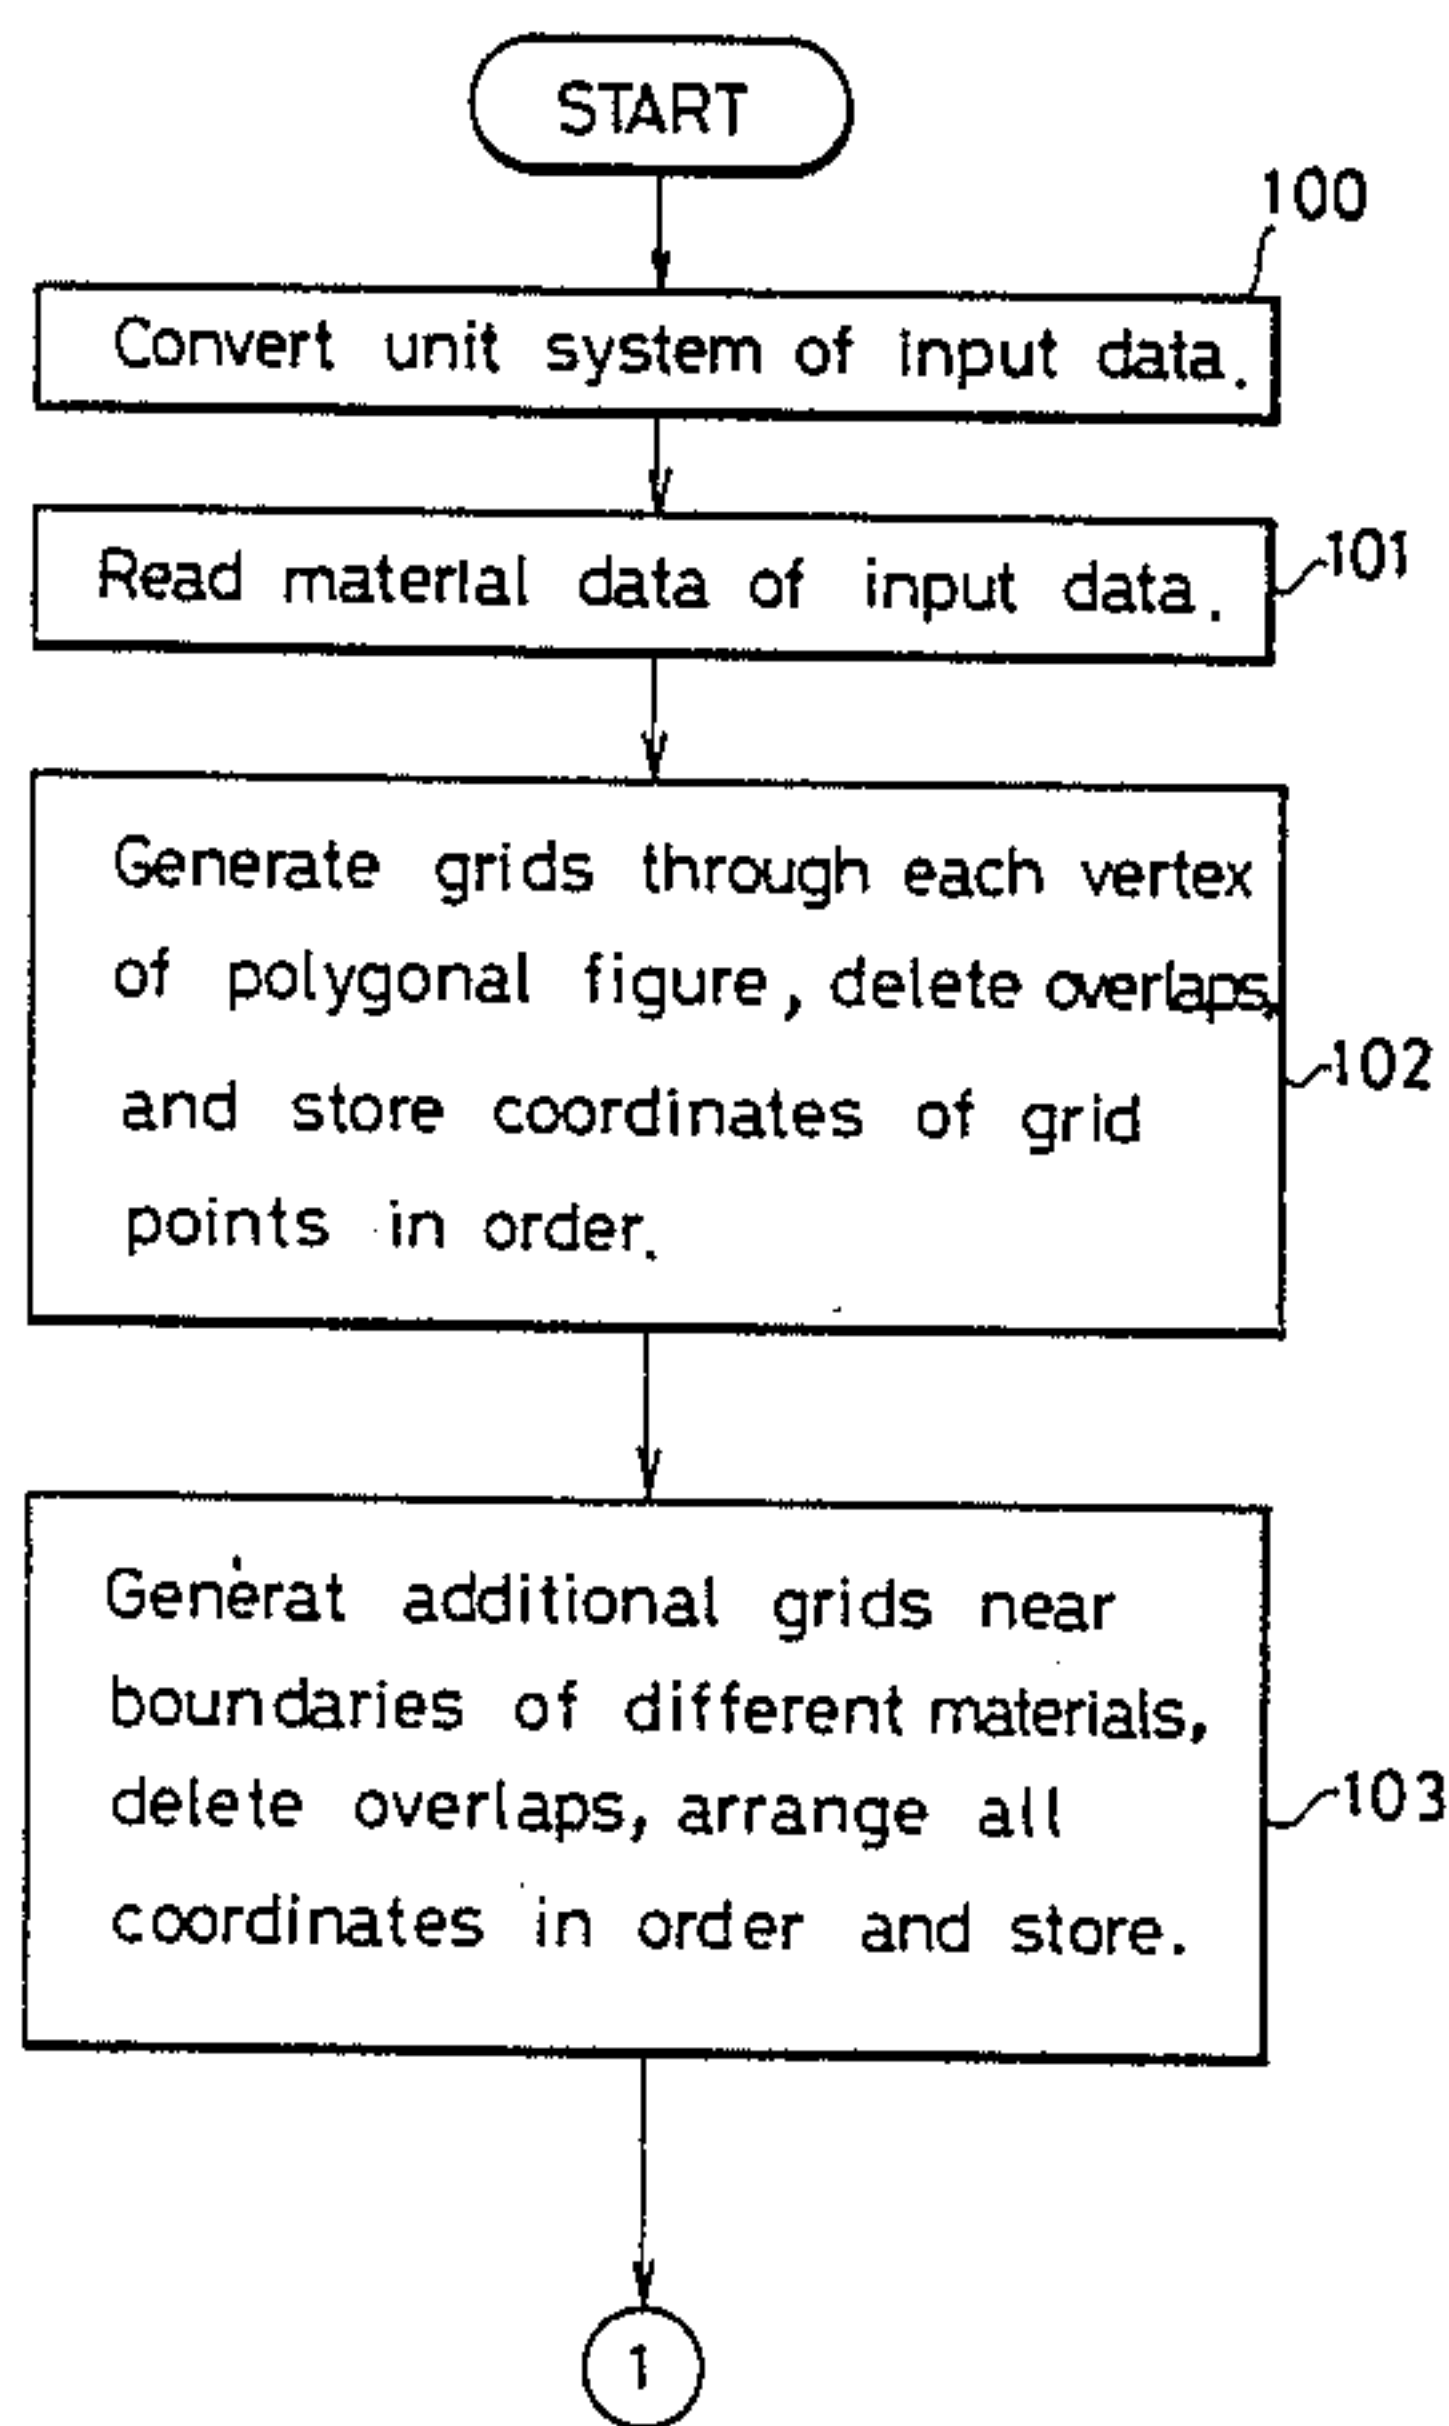 START
100
Convert unit system of input data.
Read material data of input data.
101
Generate grids through each vertex
of polygonal figure, delete overlaps,
102
and store coordinates of grid
points in order.
Generat additional grids near
boundaries of different materials,
delete overlaps, arrange all
103
coordinates in order and store.
1